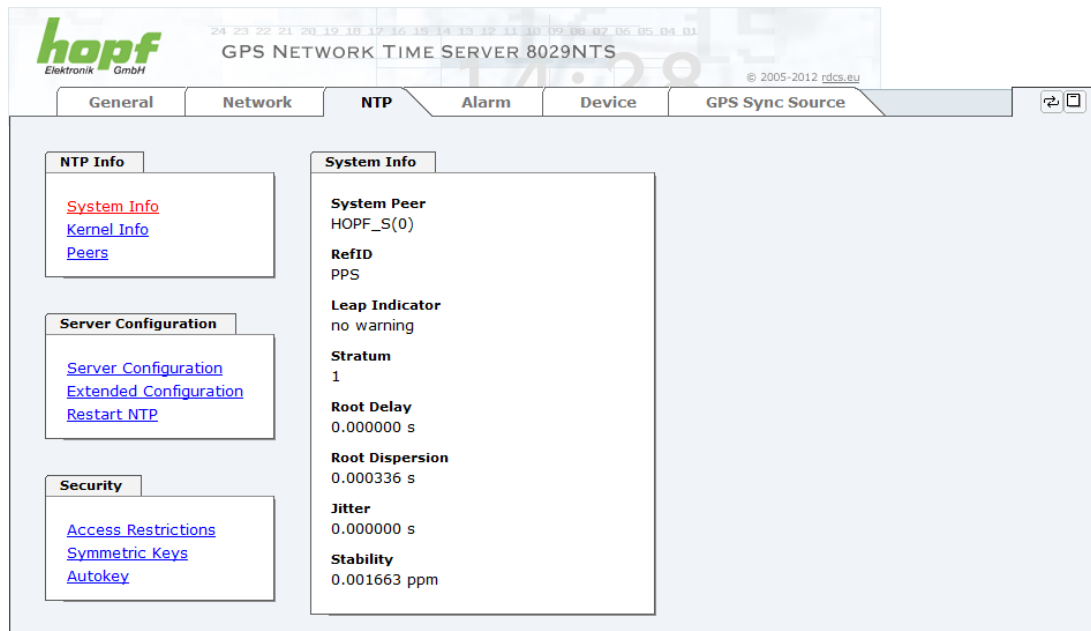 hopf
Elektronik GmbH
24 23 22 21 20 19 18 17 16 15 14 13 12 11 10 09 08 07 06 05 04 01
GPS NETWORK TIME SERVER 8029NTS
14:28
© 2005-2012 rdcs.eu
General Network NTP Alarm Device GPS Sync Source
NTP Info
System Info
Kernel Info
Peers
Server Configuration
Server Configuration
Extended Configuration
Restart NTP
Security
Access Restrictions
Symmetric Keys
Autokey
System Info
System Peer
HOPF_S(0)
RefID
PPS
Leap Indicator
no warning
Stratum
1
Root Delay
0.000000 s
Root Dispersion
0.000336 s
Jitter
0.000000 s
Stability
0.001663 ppm